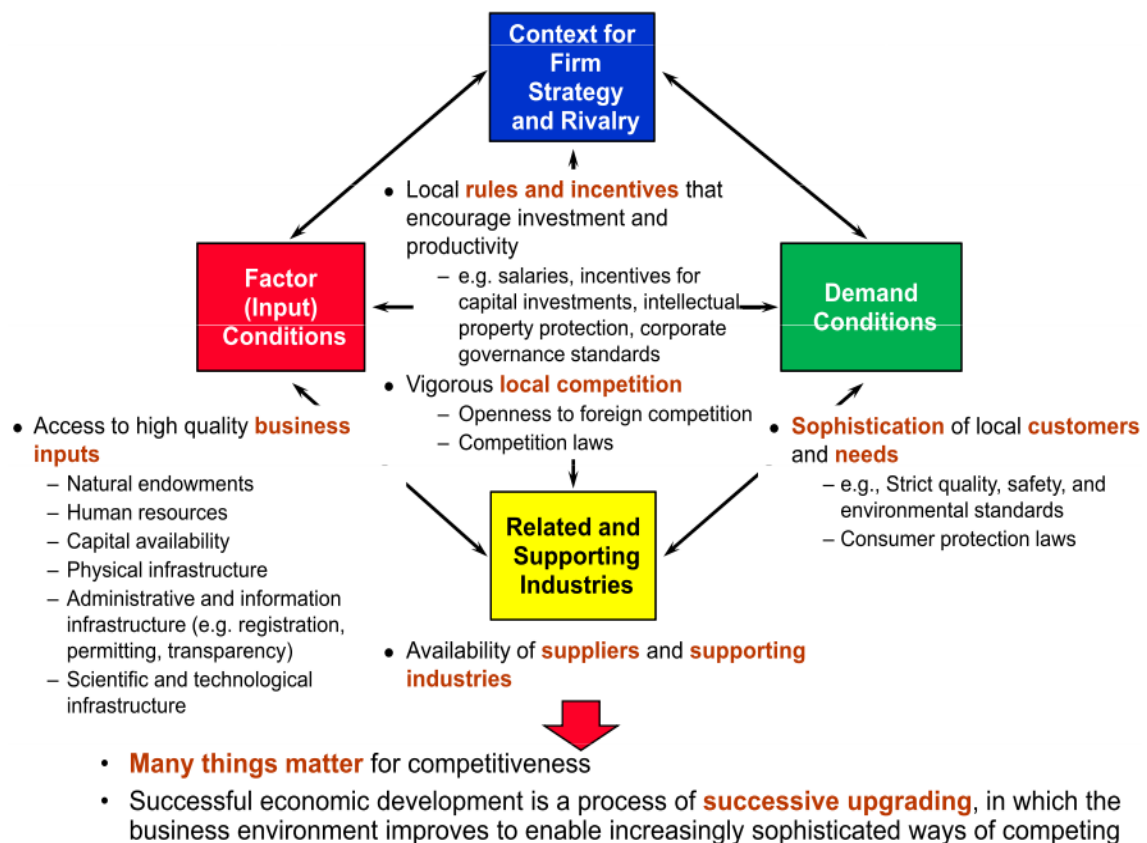 Context for
Firm
Strategy
and Rivalry
● Local rules and incentives that
encourage investment and
productivity
– e.g. salaries, incentives for
capital investments, intellectual
property protection, corporate
governance standards
● Vigorous local competition
– Openness to foreign competition
– Competition laws
Factor
(Input)
Conditions
Demand
Conditions
● Access to high quality business
inputs
– Natural endowments
– Human resources
– Capital availability
– Physical infrastructure
– Administrative and information
infrastructure (e.g. registration,
permitting, transparency)
– Scientific and technological
infrastructure
● Sophistication of local customers
and needs
– e.g., Strict quality, safety, and
environmental standards
– Consumer protection laws
Related and
Supporting
Industries
● Availability of suppliers and supporting
industries
• Many things matter for competitiveness
• Successful economic development is a process of successive upgrading, in which the
business environment improves to enable increasingly sophisticated ways of competing